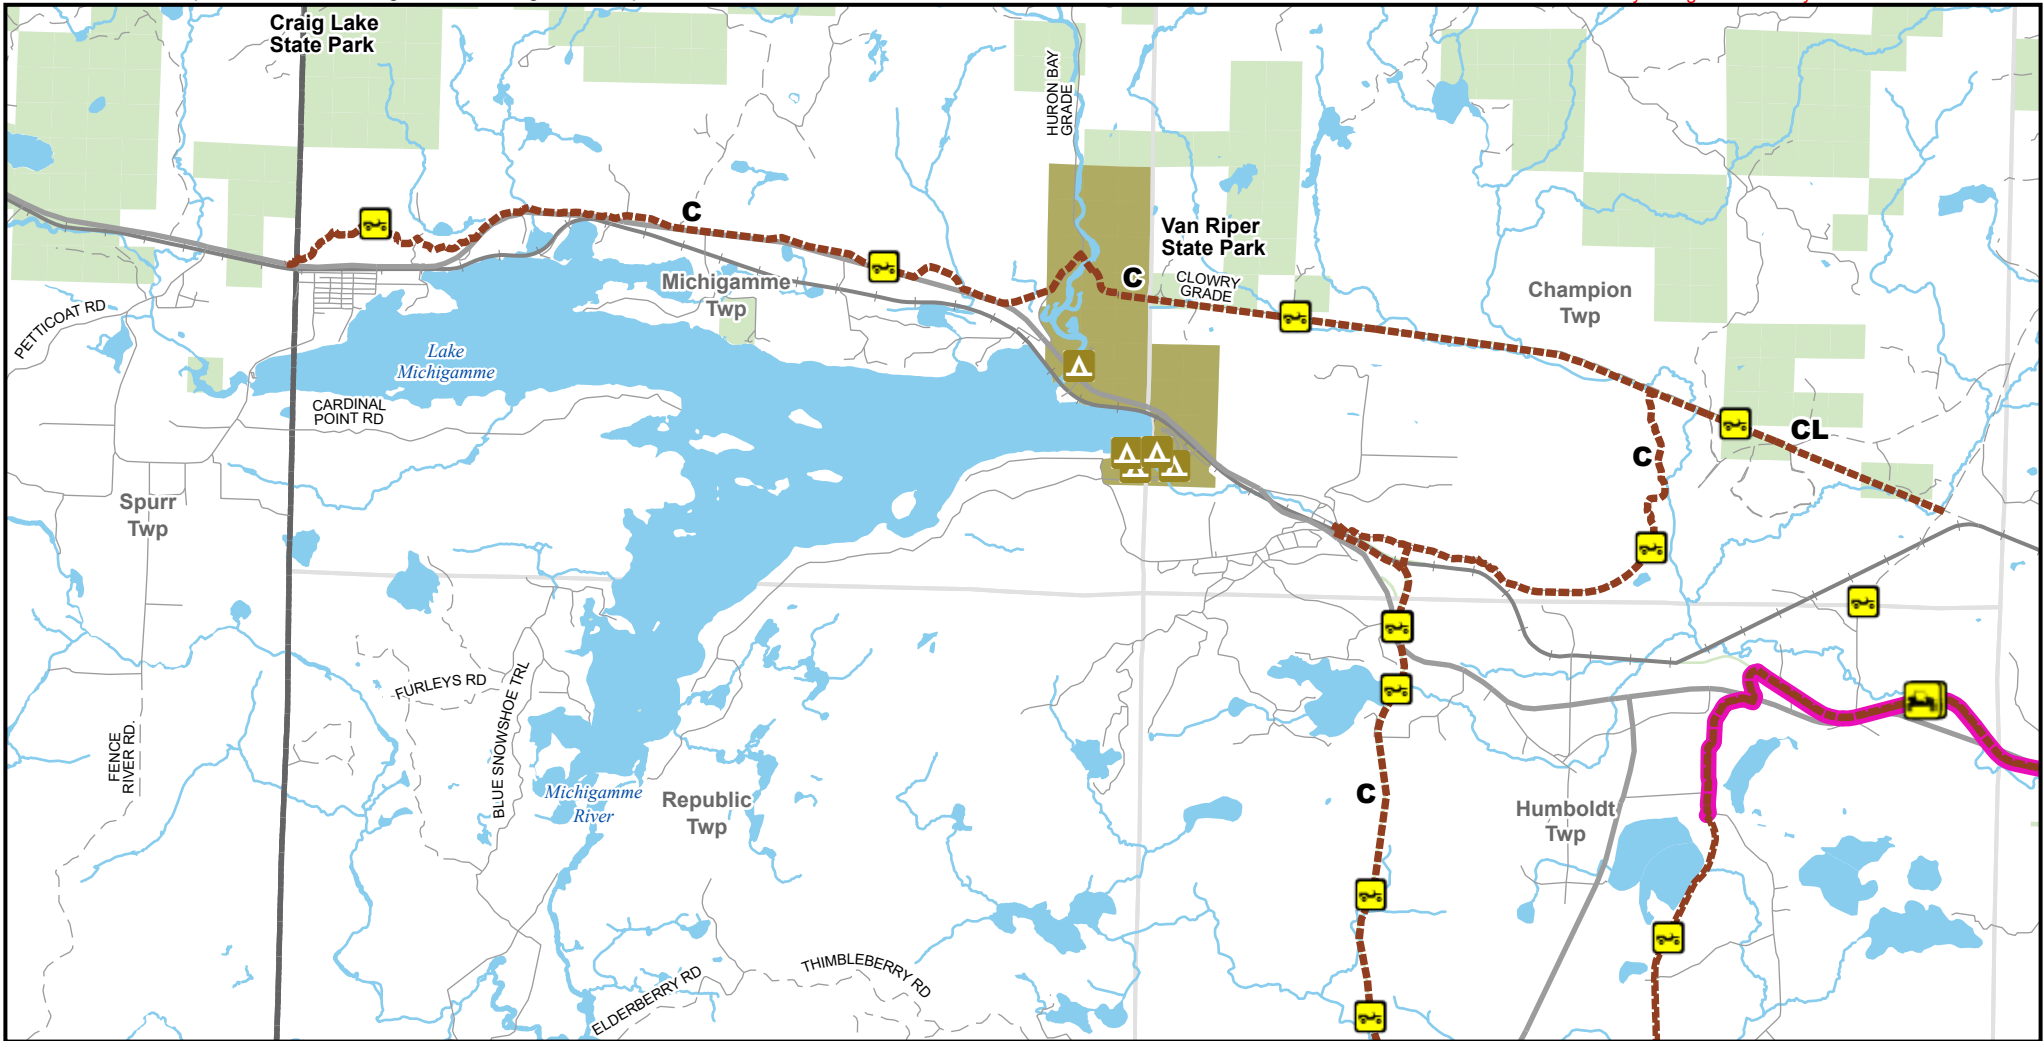 Craig Lake
State Park
HURON BAY
GRADE
C
Van Riper
State Park
C
CLOWRY
GRADE
Michigamme
Twp
Champion
Twp
PETTICOAT RD
Lake
Michigamme
CARDINAL
POINT RD
CL
C
Spurr
Twp
FURLEYS RD
BLUE SNOWSHOE TRL
FENCE
RIVER RD.
Michigamme
River
Republic
Twp
C
Humboldt
Twp
THIMBLEBERRY RD
ELDERBERRY RD